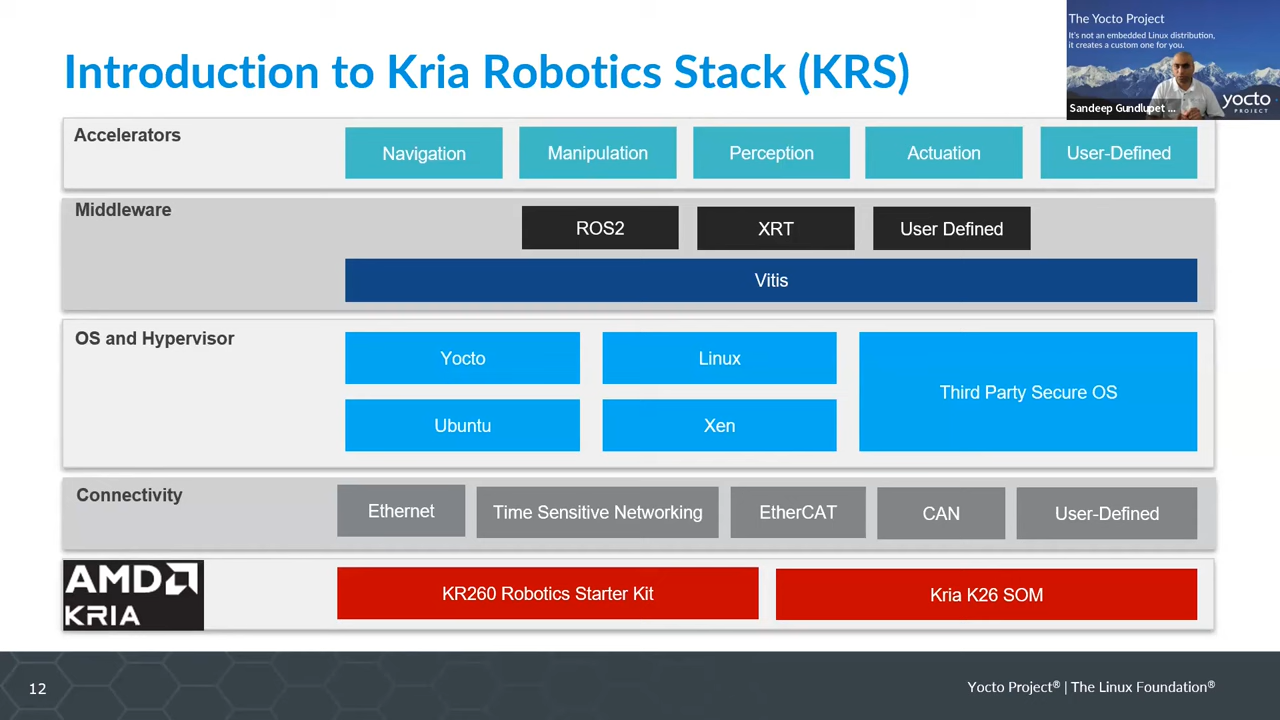 The Yocto Project
It's not an embedded Linux distribution,
it creates a custom one for you.
Sandeep Gundlupet ...
yocto
PROJECT
Introduction to Kria Robotics Stack (KRS)
Accelerators
Navigation
Manipulation
Perception
Actuation
User-Defined
Middleware
ROS2
XRT
User Defined
Vitis
OS and Hypervisor
Yocto
Linux
Third Party Secure OS
Ubuntu
Xen
Connectivity
Ethernet
Time Sensitive Networking
EtherCAT
CAN
User-Defined
AMD
KRIA
KR260 Robotics Starter Kit
Kria K26 SOM
12
Yocto Project® | The Linux Foundation®